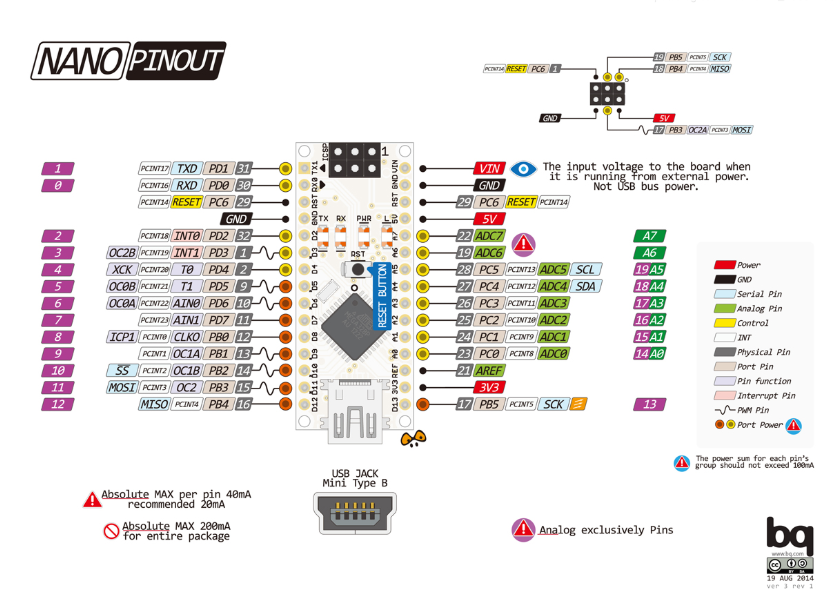 NANO PINOUT
19 PB5 PCINT5 SCK
PCINT14 RESET PC6 1
18 PB4 PCINT4 MISO
GND
5V
17 PB3 OC2A PCINT3 MOSI
ICSP
1
1 PCINT17 TXD PD1 31 TX1
0 PCINT16 RXD PD0 30 RX0
PCINT14 RESET PC6 29 RST
GND GND
2 PCINT18 INT0 PD2 32 D2
3 OC2B PCINT19 INT1 PD3 1 D3
4 XCK PCINT20 T0 PD4 2 D4
5 OC0B PCINT21 T1 PD5 9 D5
6 OC0A PCINT22 AIN0 PD6 10 D6
7 PCINT23 AIN1 PD7 11 D7
8 ICP1 PCINT0 CLKO PB0 12 D8
9 PCINT1 OC1A PB1 13 D9
10 SS PCINT2 OC1B PB2 14 D10
11 MOSI PCINT3 OC2 PB3 15 D11
12 MISO PCINT4 PB4 16 D12
TX RX PWR L
RST
RESET BUTTON
VIN VIN
The input voltage to the board when
it is running from external power.
Not USB bus power.
GND GND
RST 29 PC6 RESET PCINT14
5V 5V
A7 22 ADC7 A7
A6 19 ADC6 A6
A5 28 PC5 PCINT13 ADC5 SCL 19 A5
A4 27 PC4 PCINT12 ADC4 SDA 18 A4
A3 26 PC3 PCINT11 ADC3 17 A3
A2 25 PC2 PCINT10 ADC2 16 A2
A1 24 PC1 PCINT9 ADC1 15 A1
A0 23 PC0 PCINT8 ADC0 14 A0
REF 21 AREF
3V3 3V3
D13 17 PB5 PCINT5 SCK 13
Power
GND
Serial Pin
Analog Pin
Control
INT
Physical Pin
Port Pin
Pin function
Interrupt Pin
PWM Pin
Port Power
The power sum for each pin's
group should not exceed 100mA
USB JACK
Mini Type B
Absolute MAX per pin 40mA
recommended 20mA
Absolute MAX 200mA
for entire package
Analog exclusively Pins
bq
www.bq.com
cc
BY SA
19 AUG 2014
ver 3 rev 1